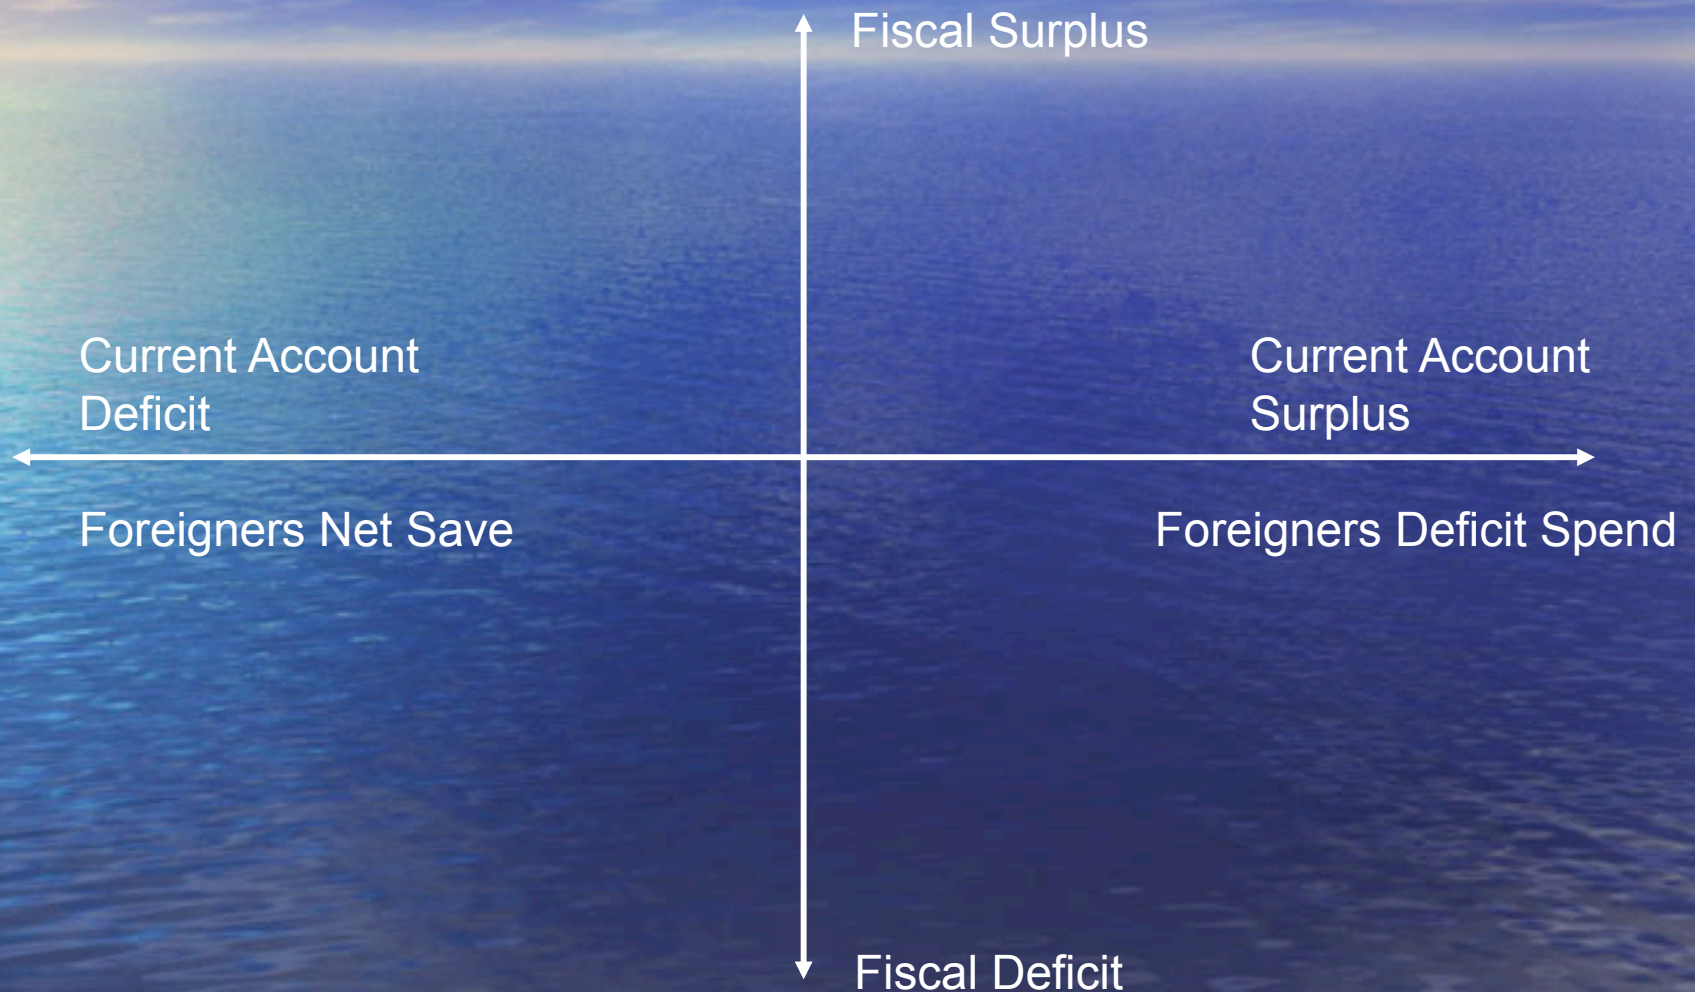 Fiscal Surplus
Current Account
Deficit
Current Account
Surplus
Foreigners Net Save
Foreigners Deficit Spend
Fiscal Deficit